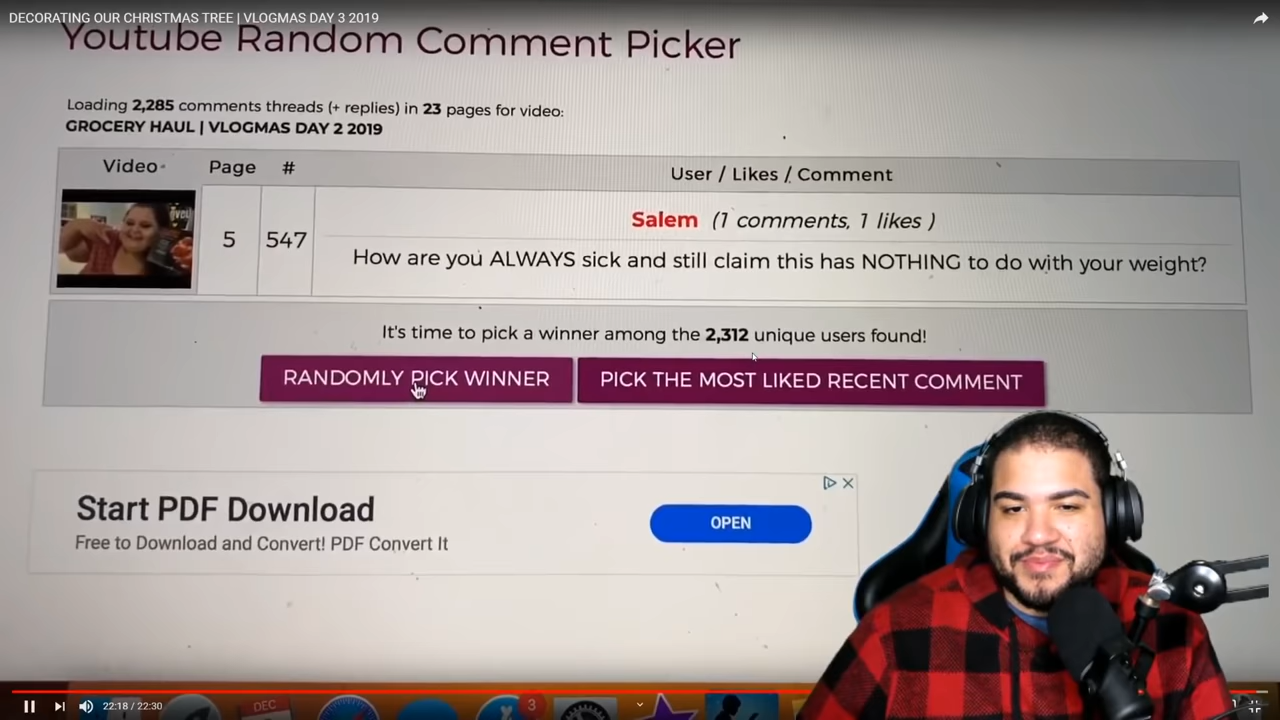 DECORATING OUR CHRISTMAS TREE | VLOGMAS DAY 3 2019
Youtube Random Comment Picker
Loading 2,285 comments threads (+ replies) in 23 pages for video:
GROCERY HAUL | VLOGMAS DAY 2 2019
Video Page # User / Likes / Comment
Salem (1 comments, 1 likes )
5 547
How are you ALWAYS sick and still claim this has NOTHING to do with your weight?
It's time to pick a winner among the 2,312 unique users found!
RANDOMLY PICK WINNER PICK THE MOST LIKED RECENT COMMENT
Start PDF Download
Free to Download and Convert! PDF Convert It
OPEN
DEC
3
22:18 / 22:30